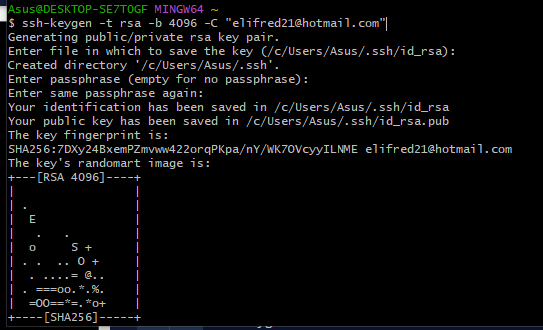 Asus@DESKTOP-SE7TOGF MINGW64 ~
$ ssh-keygen -t rsa -b 4096 -C "elifred21@hotmail.com"
Generating public/private rsa key pair.
Enter file in which to save the key (/c/Users/Asus/.ssh/id_rsa):
Created directory '/c/Users/Asus/.ssh'.
Enter passphrase (empty for no passphrase):
Enter same passphrase again:
Your identification has been saved in /c/Users/Asus/.ssh/id_rsa
Your public key has been saved in /c/Users/Asus/.ssh/id_rsa.pub
The key fingerprint is:
SHA256:7DXy24BxemPZmvww422orqPKpa/nY/WK7OVcyyILNME elifred21@hotmail.com
The key's randomart image is:
+---[RSA 4096]----+
|                 |
| .               |
|  E              |
|   .   .         |
|  o     S +      |
| . .  .. O +     |
|  . ....= @..    |
| . ===oo.*.%.    |
|  =OO==*=.*o+    |
+----[SHA256]-----+